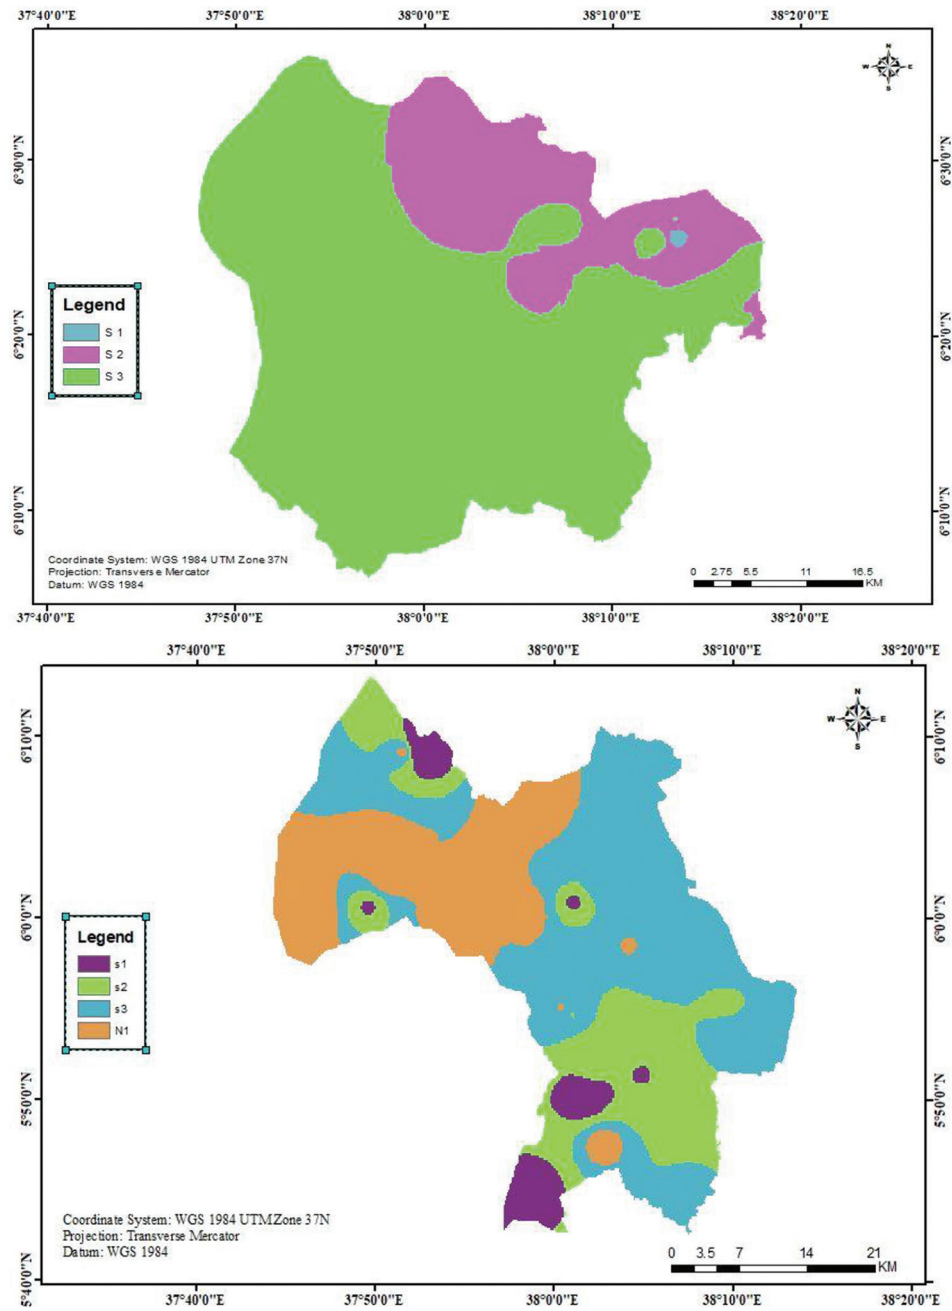 37°40'0"E 37°50'0"E 38°0'0"E 38°10'0"E 38°20'0"E
N
W E
S
6°30'0"N 6°30'0"N
Legend
S 1
S 2
S 3
6°20'0"N 6°20'0"N
6°10'0"N 6°10'0"N
Coordinate System: WGS 1984 UTM Zone 37N
Projection: Transverse Mercator
Datum: WGS 1984
0 2.75 5.5 11 16.5
KM
37°40'0"E 37°50'0"E 38°0'0"E 38°10'0"E 38°20'0"E
37°40'0"E 37°50'0"E 38°0'0"E 38°10'0"E 38°20'0"E
N
W E
S
6°10'0"N 6°10'0"N
6°0'0"N 6°0'0"N
Legend
s1
s2
s3
N1
5°50'0"N 5°50'0"N
Coordinate System: WGS 1984 UTM Zone 37N
Projection: Transverse Mercator
Datum: WGS 1984
0 3.5 7 14 21
KM
5°40'0"N 5°40'0"N
37°40'0"E 37°50'0"E 38°0'0"E 38°10'0"E 38°20'0"E